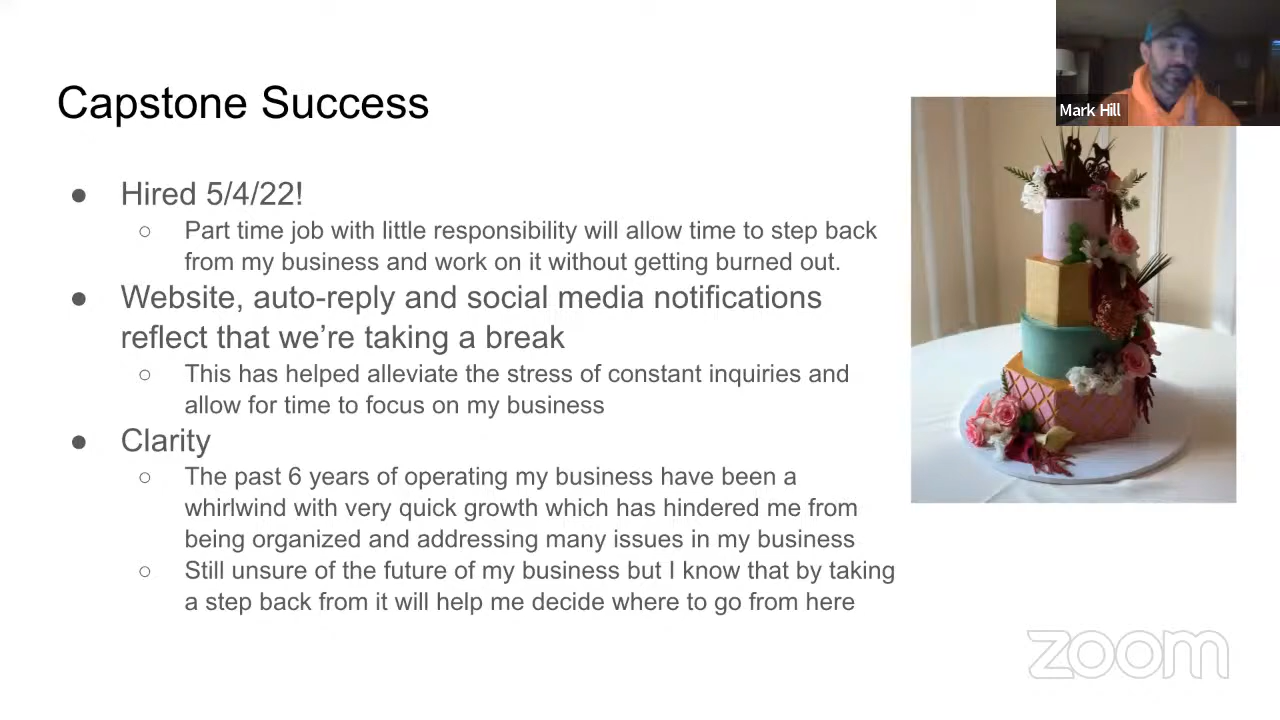 Mark Hill
Capstone Success
● Hired 5/4/22!
○ Part time job with little responsibility will allow time to step back
from my business and work on it without getting burned out.
● Website, auto-reply and social media notifications
reflect that we’re taking a break
○ This has helped alleviate the stress of constant inquiries and
allow for time to focus on my business
● Clarity
○ The past 6 years of operating my business have been a
whirlwind with very quick growth which has hindered me from
being organized and addressing many issues in my business
○ Still unsure of the future of my business but I know that by taking
a step back from it will help me decide where to go from here
zoom